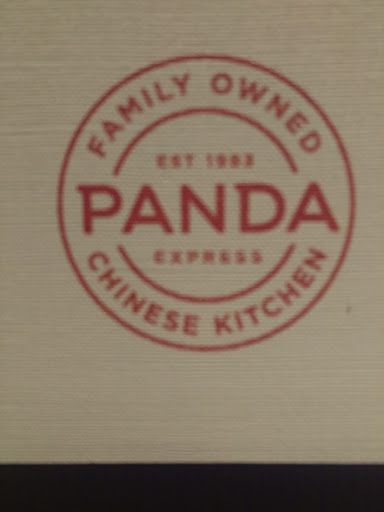 FAMILY OWNED
EST 1983
PANDA
EXPRESS
CHINESE KITCHEN